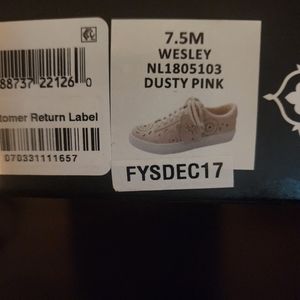 88737 22126 0
tomer Return Label
070331111657
7.5M
WESLEY
NL1805103
DUSTY PINK
FYSDEC17